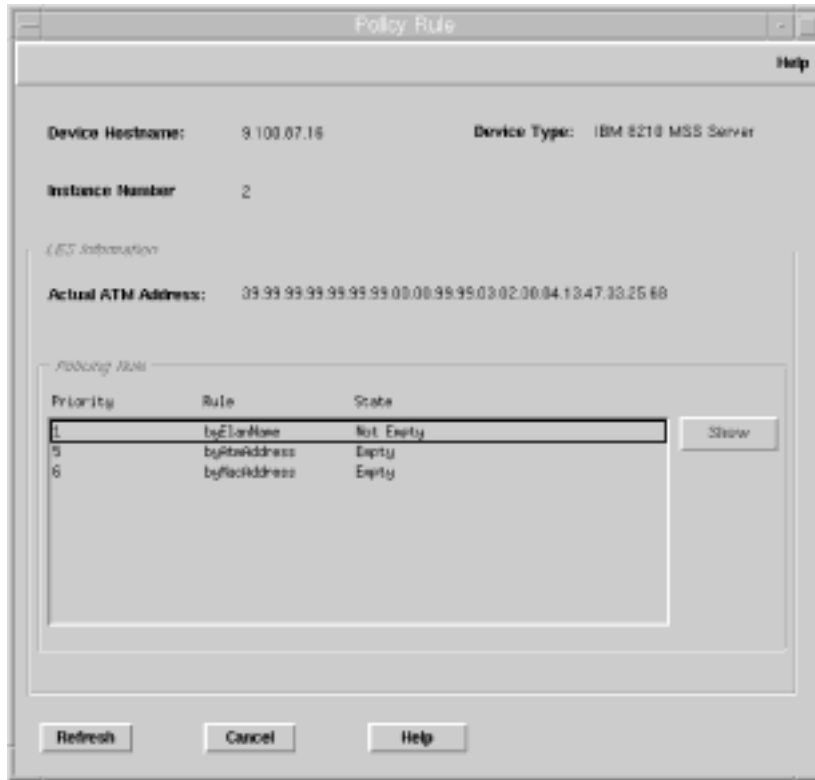 Policy Rule
Help
Device Hostname: 9.100.87.16 Device Type: IBM 8210 MSS Server
Instance Number 2
LES Information
Actual ATM Address: 39.99.99.99.99.99.99.00.00.99.99.03.02.00.04.13.47.33.25.68
Policing Rule
Priority Rule State
1 byElanName Not Empty
5 byAtmAddress Empty
6 byMacAddress Empty
Show
Refresh Cancel Help